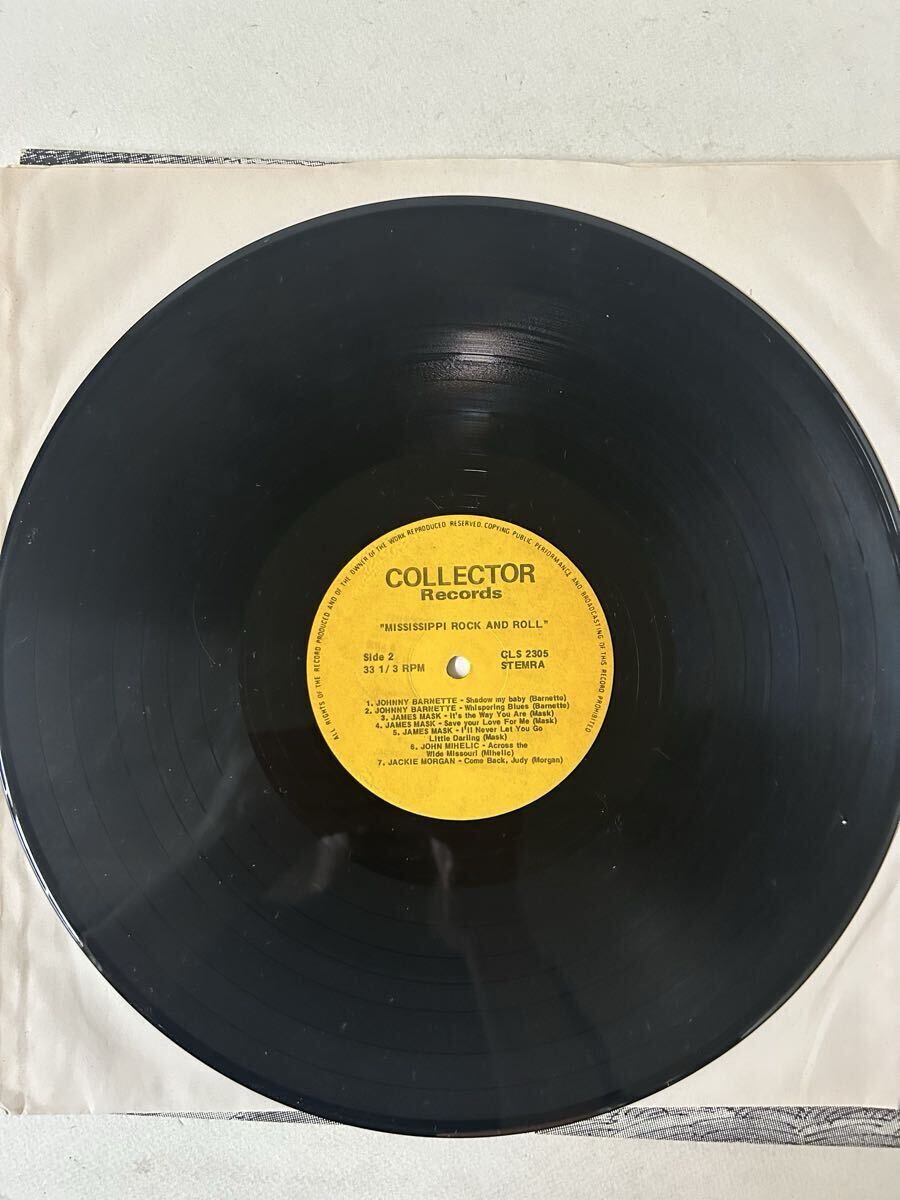 ALL RIGHTS OF THE RECORD PRODUCED AND OF THE OWNER OF THE WORK REPRODUCED RESERVED. COPYING PUBLIC PERFORMANCE AND BROADCASTING OF THIS RECORD PROHIBITED
COLLECTOR
Records
"MISSISSIPPI ROCK AND ROLL"
Side 2 CLS 2305
33 1/3 RPM STEMRA
1. JOHNNY BARNETTE - Shadow my baby (Barnette)
2. JOHNNY BARNETTE - Whispring Blues (Barnette)
3. JAMES MASK - It's the Way You Are (Mask)
4. JAMES MASK - Save your Love For Me (Mask)
5. JAMES MASK - I'll Never Let You Go
Little Darling (Mask)
6. JOHN MIHELIC - Across the
Wide Missouri (Mihelic)
7. JACKIE MORGAN - Come Back, Judy (Morgan)